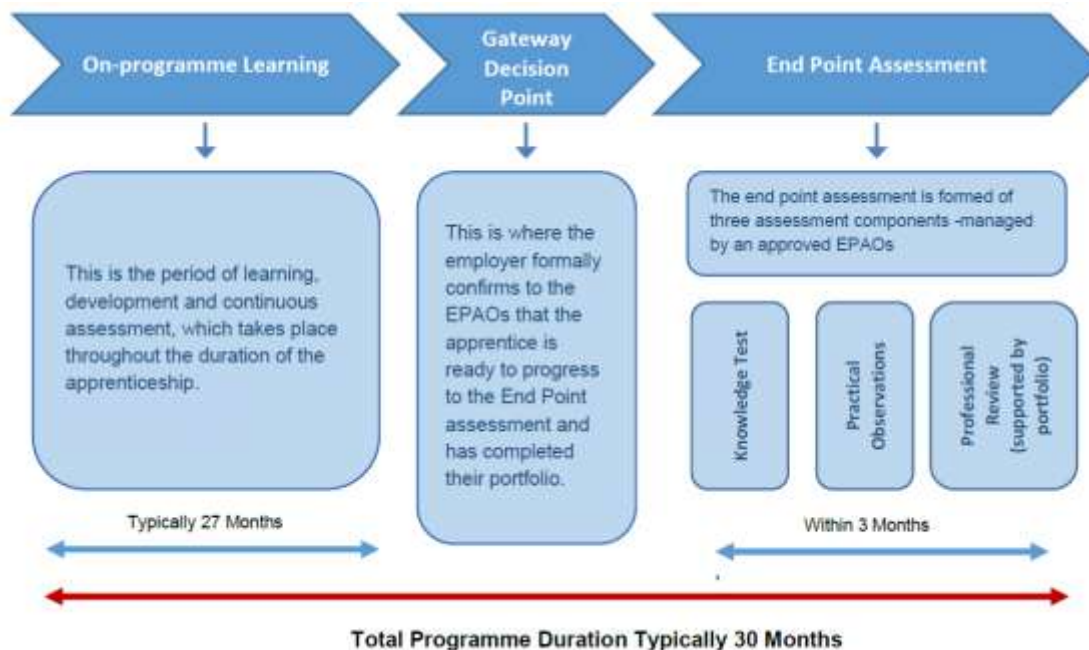 On-programme Learning
Gateway
Decision
Point
End Point Assessment
This is the period of learning,
development and continuous
assessment, which takes place
throughout the duration of the
apprenticeship.
This is where the
employer formally
confirms to the
EPAOs that the
apprentice is
ready to progress
to the End Point
assessment and
has completed
their portfolio.
The end point assessment is formed of
three assessment components -managed
by an approved EPAOs
Knowledge Test
Practical
Observations
Professional
Review
(supported by
portfolio)
Typically 27 Months
Within 3 Months
Total Programme Duration Typically 30 Months